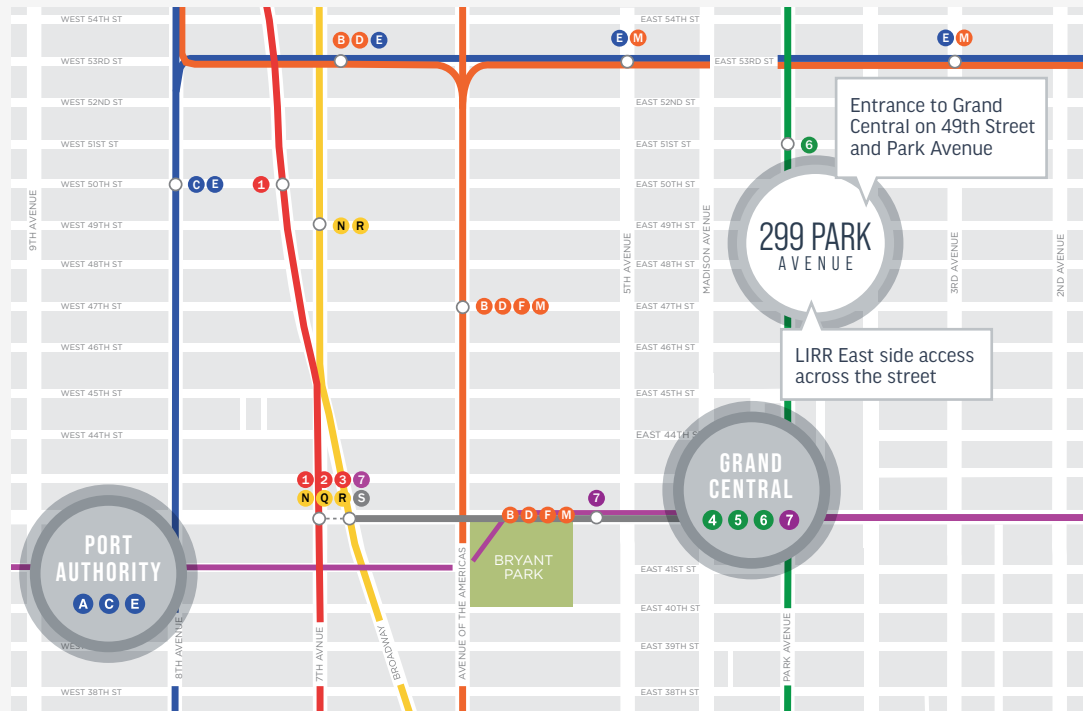 WEST 54TH ST
EAST 54TH ST
B D E
E M
E M
WEST 53RD ST
EAST 53RD ST
WEST 52ND ST
EAST 52ND ST
Entrance to Grand
Central on 49th Street
and Park Avenue
WEST 51ST ST
EAST 51ST ST
6
WEST 50TH ST
C E
1
EAST 50TH ST
9TH AVENUE
WEST 49TH ST
N R
EAST 49TH ST
5TH AVENUE
MADISON AVENUE
299 PARK
AVENUE
3RD AVENUE
2ND AVENUE
WEST 48TH ST
EAST 48TH ST
WEST 47TH ST
B D F M
EAST 47TH ST
WEST 46TH ST
EAST 46TH ST
LIRR East side access
across the street
WEST 45TH ST
EAST 45TH ST
WEST 44TH ST
EAST 44TH S
GRAND
CENTRAL
4 5 6 7
1 2 3 7
N Q R S
7
B D F M
PORT
AUTHORITY
A C E
BRYANT
PARK
EAST 41ST ST
EAST 40TH ST
WES
EAST 39TH ST
8TH AVENUE
7TH AVNUE
BROADWAY
AVENUE OF THE AMERICAS
PARK AVENUE
WEST 38TH ST
EAST 38TH ST